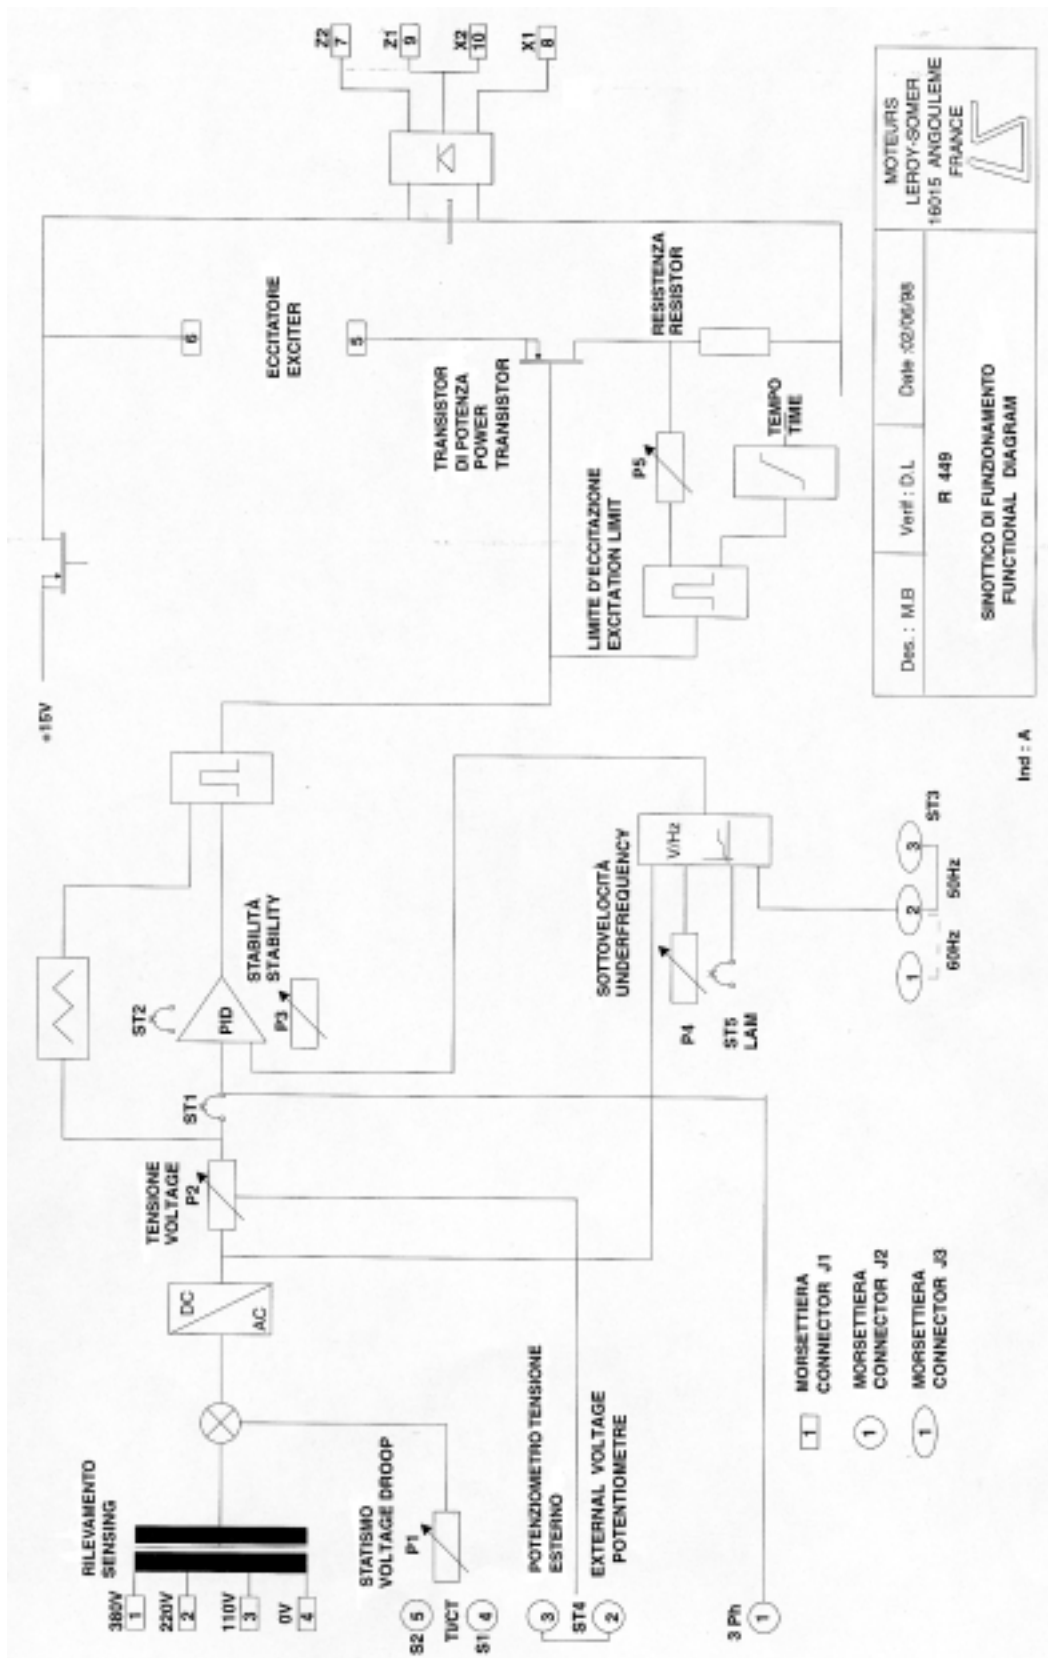 Z2
7
Z1
9
X2
10
X1
8
+15V
6
ECCITATORE
EXCITER
5
TRANSISTOR
DI POTENZA
POWER
TRANSISTOR
RESISTENZA
RESISTOR
LIMITE D'ECCITAZIONE
EXCITATION LIMIT
P5
TEMPO
TIME
ST2
PID
STABILITÀ
STABILITY
P3
ST1
TENSIONE
VOLTAGE
P2
DC
AC
RILEVAMENTO
SENSING
380V
1
220V
2
110V
3
0V
4
STATISMO
VOLTAGE DROOP
P1
S2
5
TI/CT
S1
4
POTENZIOMETRO TENSIONE
ESTERNO
3
ST4
2
EXTERNAL VOLTAGE
POTENTIOMETRE
3 Ph
1
SOTTOVELOCITÀ
UNDERFREQUENCY
V/Hz
P4
ST5
LAM
1
2
3
ST3
60Hz
50Hz
1
MORSETTIERA
CONNECTOR J1
1
MORSETTIERA
CONNECTOR J2
1
MORSETTIERA
CONNECTOR J3
Ind : A
Des. : M.B
Verif : D.L
Date :02/06/98
MOTEURS
LEROY-SOMER
16015 ANGOULEME
FRANCE
R 449
SINOTTICO DI FUNZIONAMENTO
FUNCTIONAL DIAGRAM